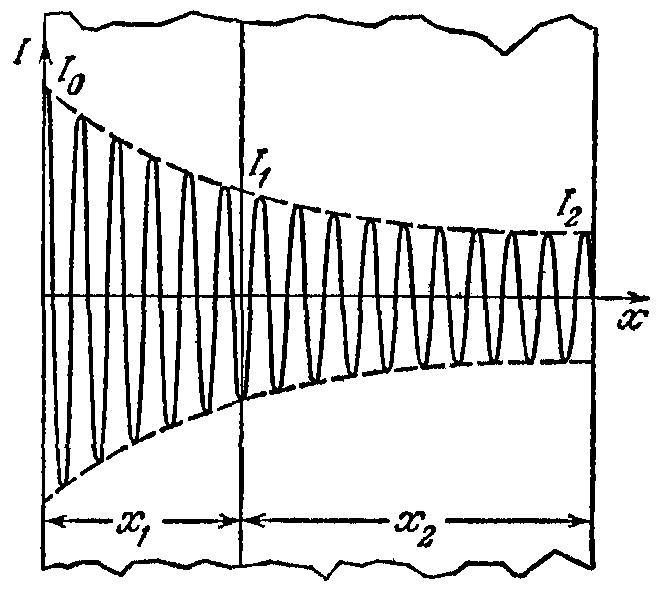 I
I₀
I₁
I₂
x
x₁
x₂